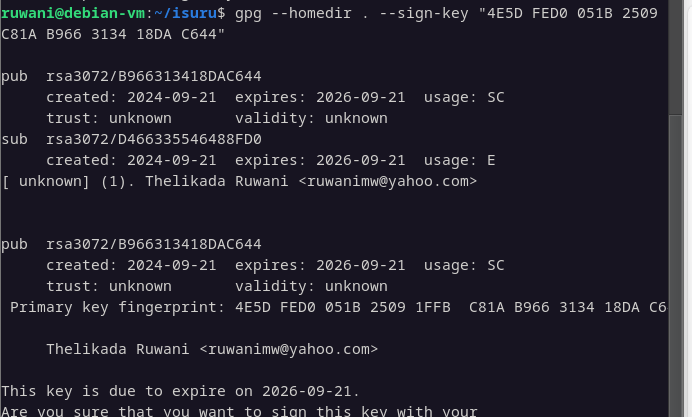 ruwani@debian-vm:~/isuru$ gpg --homedir . --sign-key "4E5D FED0 051B 2509
C81A B966 3134 18DA C644"
pub  rsa3072/B966313418DAC644
     created: 2024-09-21  expires: 2026-09-21  usage: SC
     trust: unknown       validity: unknown
sub  rsa3072/D466335546488FD0
     created: 2024-09-21  expires: 2026-09-21  usage: E
[ unknown] (1). Thelikada Ruwani <ruwanimw@yahoo.com>
pub  rsa3072/B966313418DAC644
     created: 2024-09-21  expires: 2026-09-21  usage: SC
     trust: unknown       validity: unknown
 Primary key fingerprint: 4E5D FED0 051B 2509 1FFB  C81A B966 3134 18DA C6
     Thelikada Ruwani <ruwanimw@yahoo.com>
This key is due to expire on 2026-09-21.
Are you sure that you want to sign this key with your